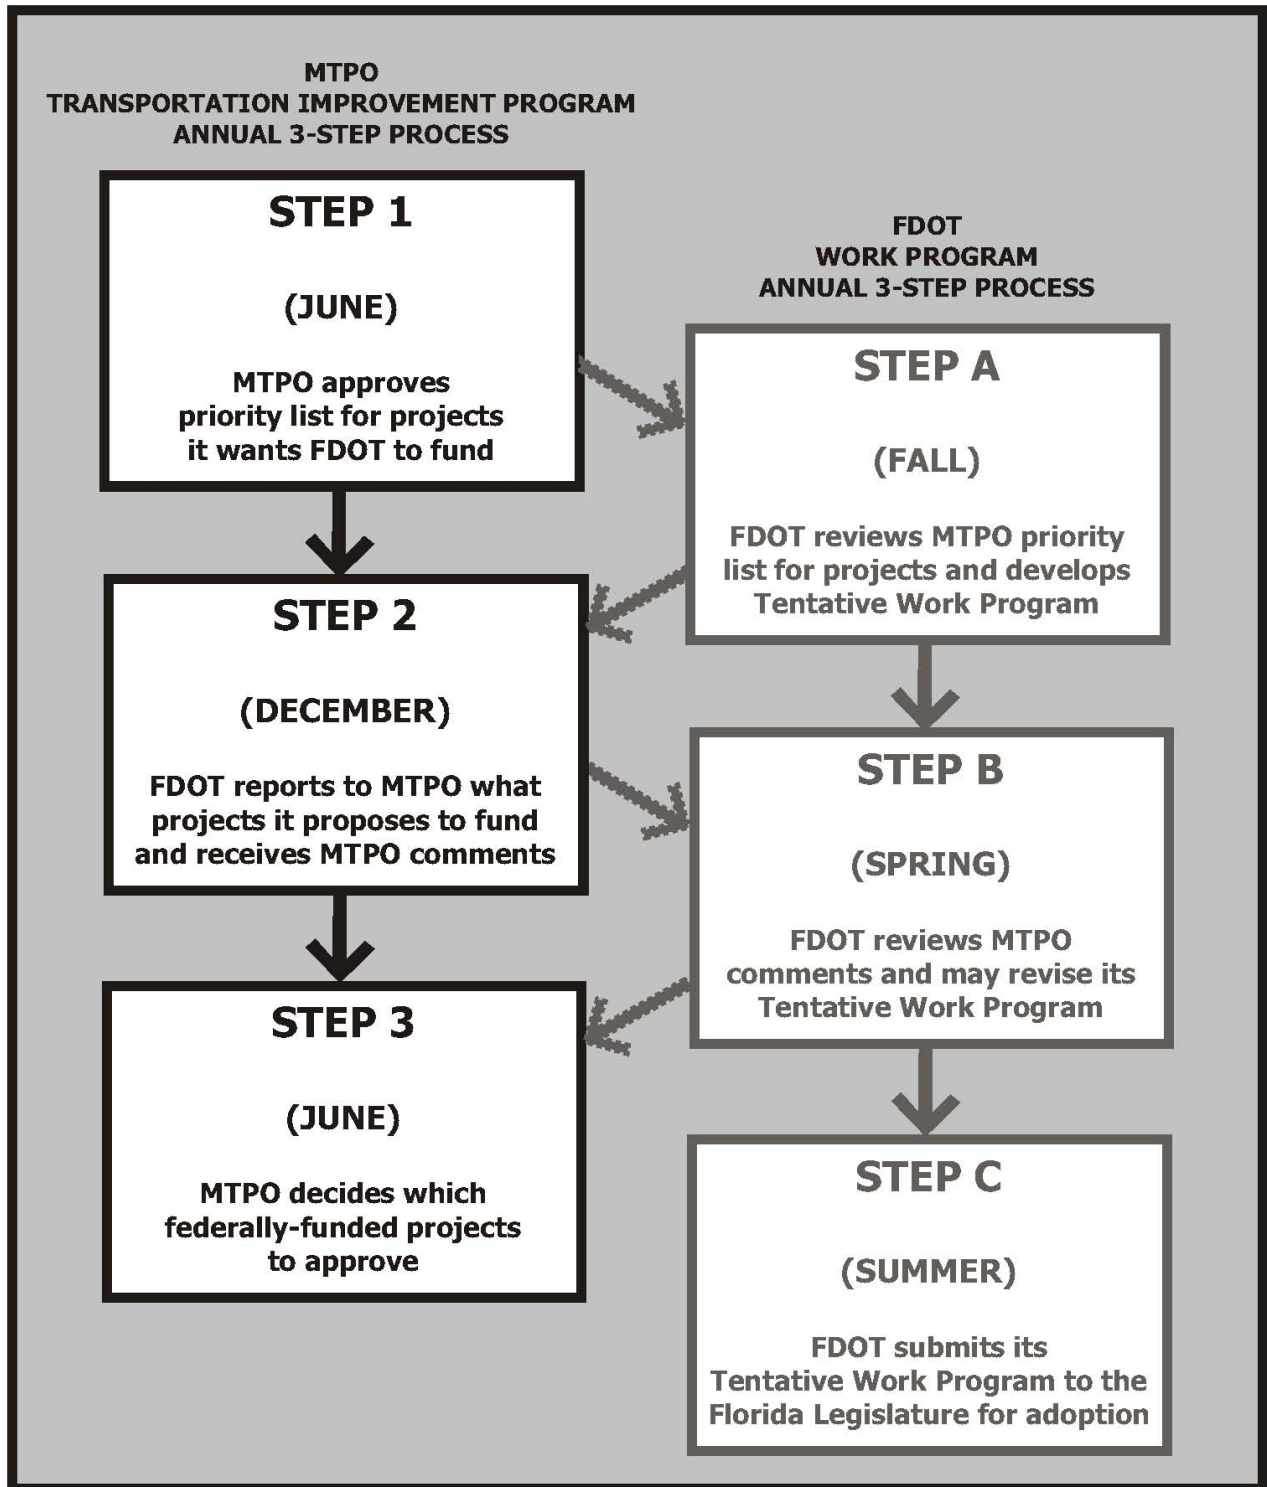 MTPO
TRANSPORTATION IMPROVEMENT PROGRAM
ANNUAL 3-STEP PROCESS
STEP 1
(JUNE)
MTPO approves
priority list for projects
it wants FDOT to fund
STEP 2
(DECEMBER)
FDOT reports to MTPO what
projects it proposes to fund
and receives MTPO comments
STEP 3
(JUNE)
MTPO decides which
federally-funded projects
to approve
FDOT
WORK PROGRAM
ANNUAL 3-STEP PROCESS
STEP A
(FALL)
FDOT reviews MTPO priority
list for projects and develops
Tentative Work Program
STEP B
(SPRING)
FDOT reviews MTPO
comments and may revise its
Tentative Work Program
STEP C
(SUMMER)
FDOT submits its
Tentative Work Program to the
Florida Legislature for adoption